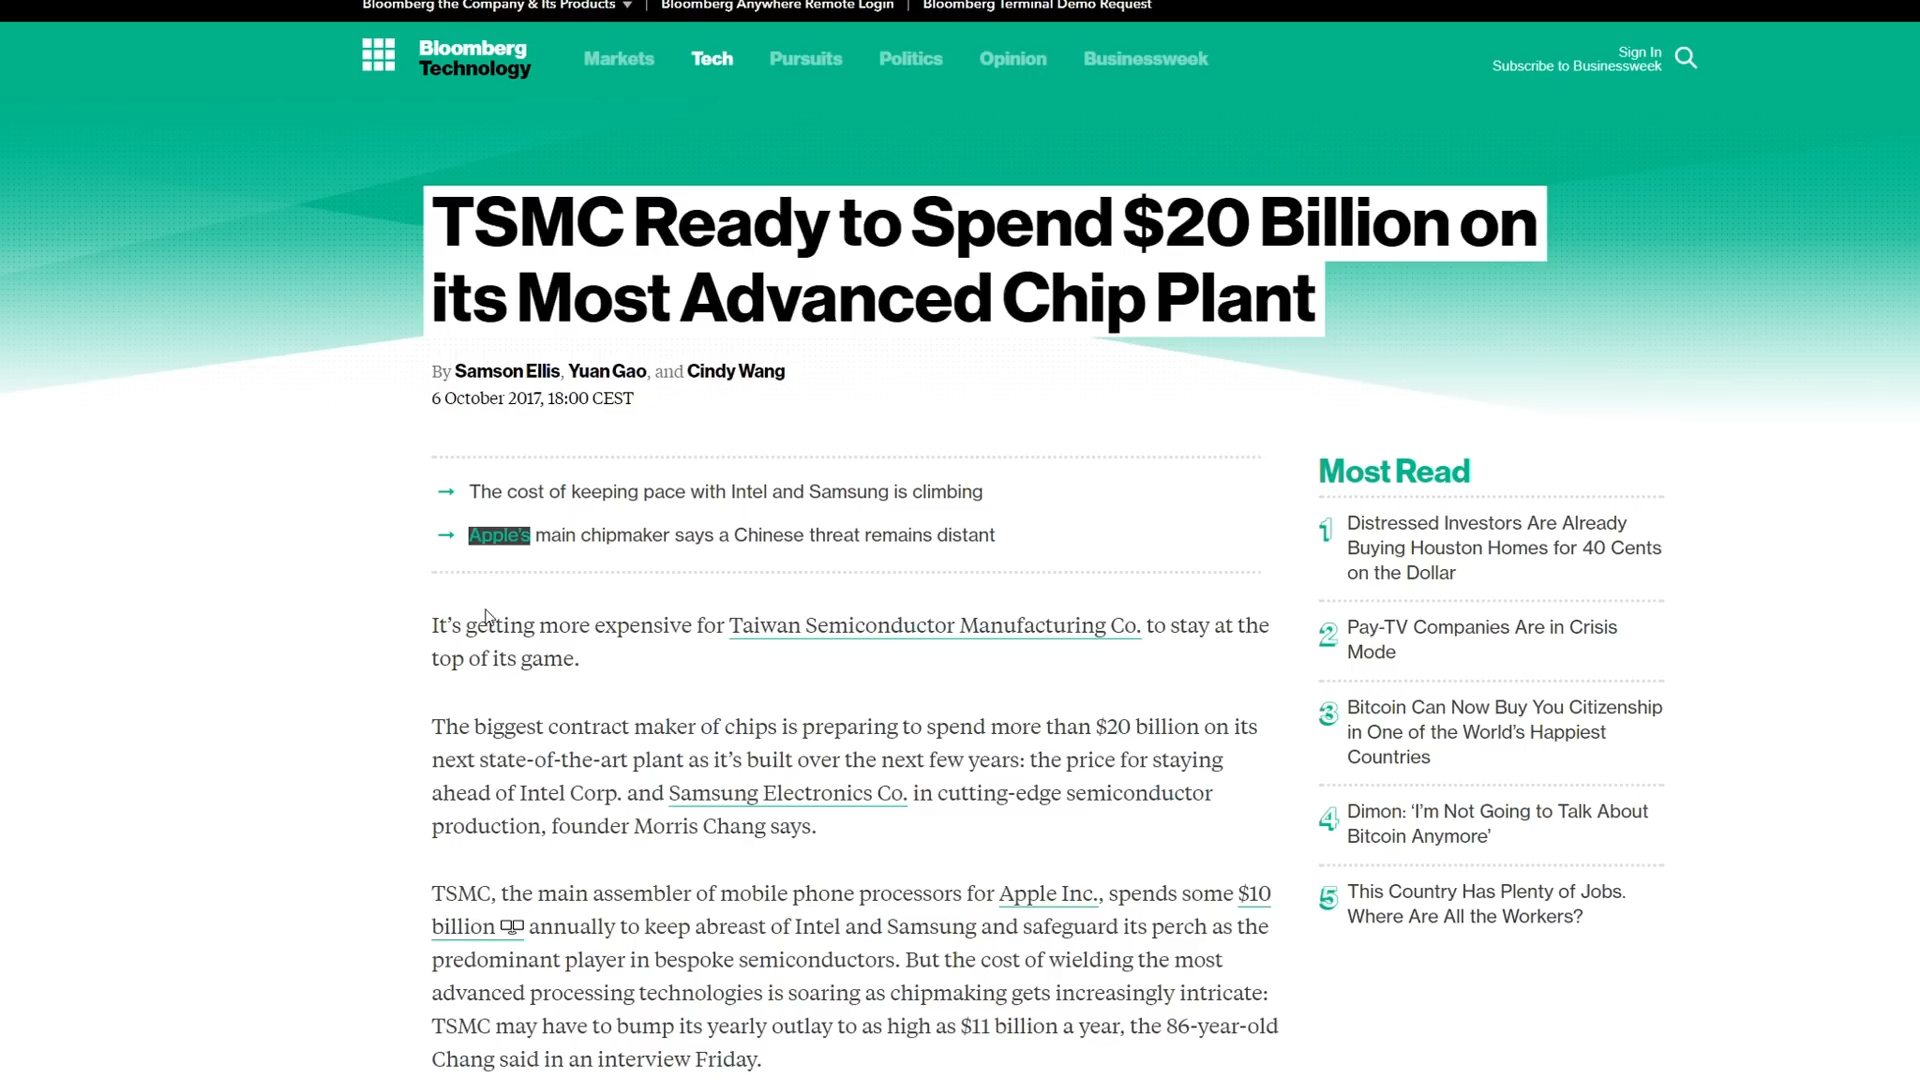 Bloomberg the Company & Its Products
Bloomberg Anywhere Remote Login
Bloomberg Terminal Demo Request
Bloomberg
Technology
Markets
Tech
Pursuits
Politics
Opinion
Businessweek
Sign In
Subscribe to Businessweek
TSMC Ready to Spend $20 Billion on
its Most Advanced Chip Plant
By Samson Ellis, Yuan Gao, and Cindy Wang
6 October 2017, 18:00 CEST
→ The cost of keeping pace with Intel and Samsung is climbing
→ Apple's main chipmaker says a Chinese threat remains distant
It's getting more expensive for Taiwan Semiconductor Manufacturing Co. to stay at the
top of its game.
The biggest contract maker of chips is preparing to spend more than $20 billion on its
next state-of-the-art plant as it's built over the next few years: the price for staying
ahead of Intel Corp. and Samsung Electronics Co. in cutting-edge semiconductor
production, founder Morris Chang says.
TSMC, the main assembler of mobile phone processors for Apple Inc., spends some $10
billion annually to keep abreast of Intel and Samsung and safeguard its perch as the
predominant player in bespoke semiconductors. But the cost of wielding the most
advanced processing technologies is soaring as chipmaking gets increasingly intricate:
TSMC may have to bump its yearly outlay to as high as $11 billion a year, the 86-year-old
Chang said in an interview Friday.
Most Read
1 Distressed Investors Are Already
Buying Houston Homes for 40 Cents
on the Dollar
2 Pay-TV Companies Are in Crisis
Mode
3 Bitcoin Can Now Buy You Citizenship
in One of the World's Happiest
Countries
4 Dimon: 'I'm Not Going to Talk About
Bitcoin Anymore'
5 This Country Has Plenty of Jobs.
Where Are All the Workers?